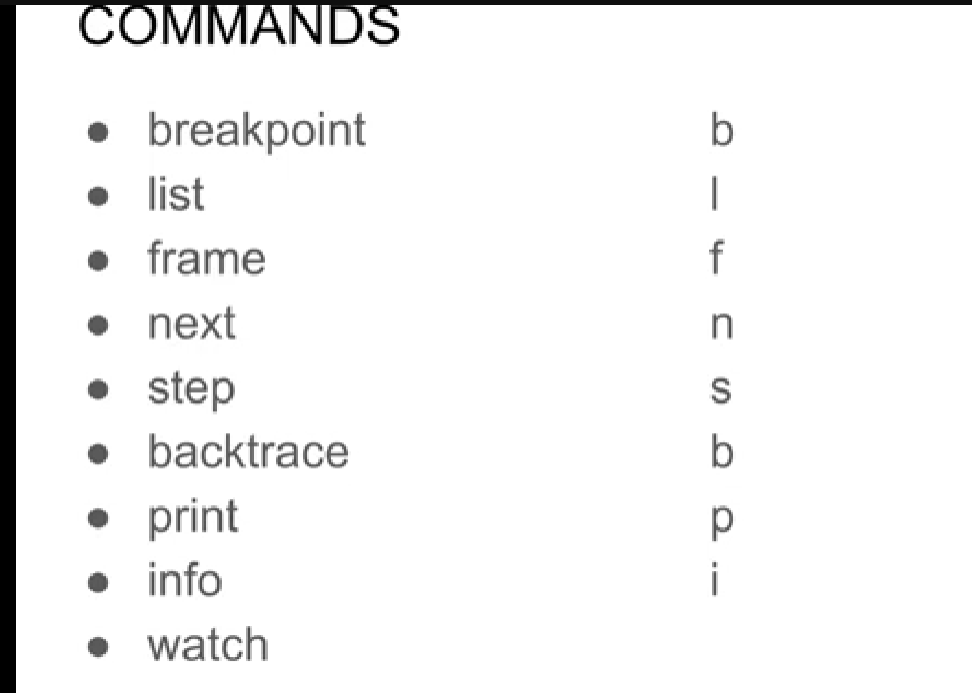 COMMANDS
● breakpoint b
● list l
● frame f
● next n
● step s
● backtrace b
● print p
● info i
● watch